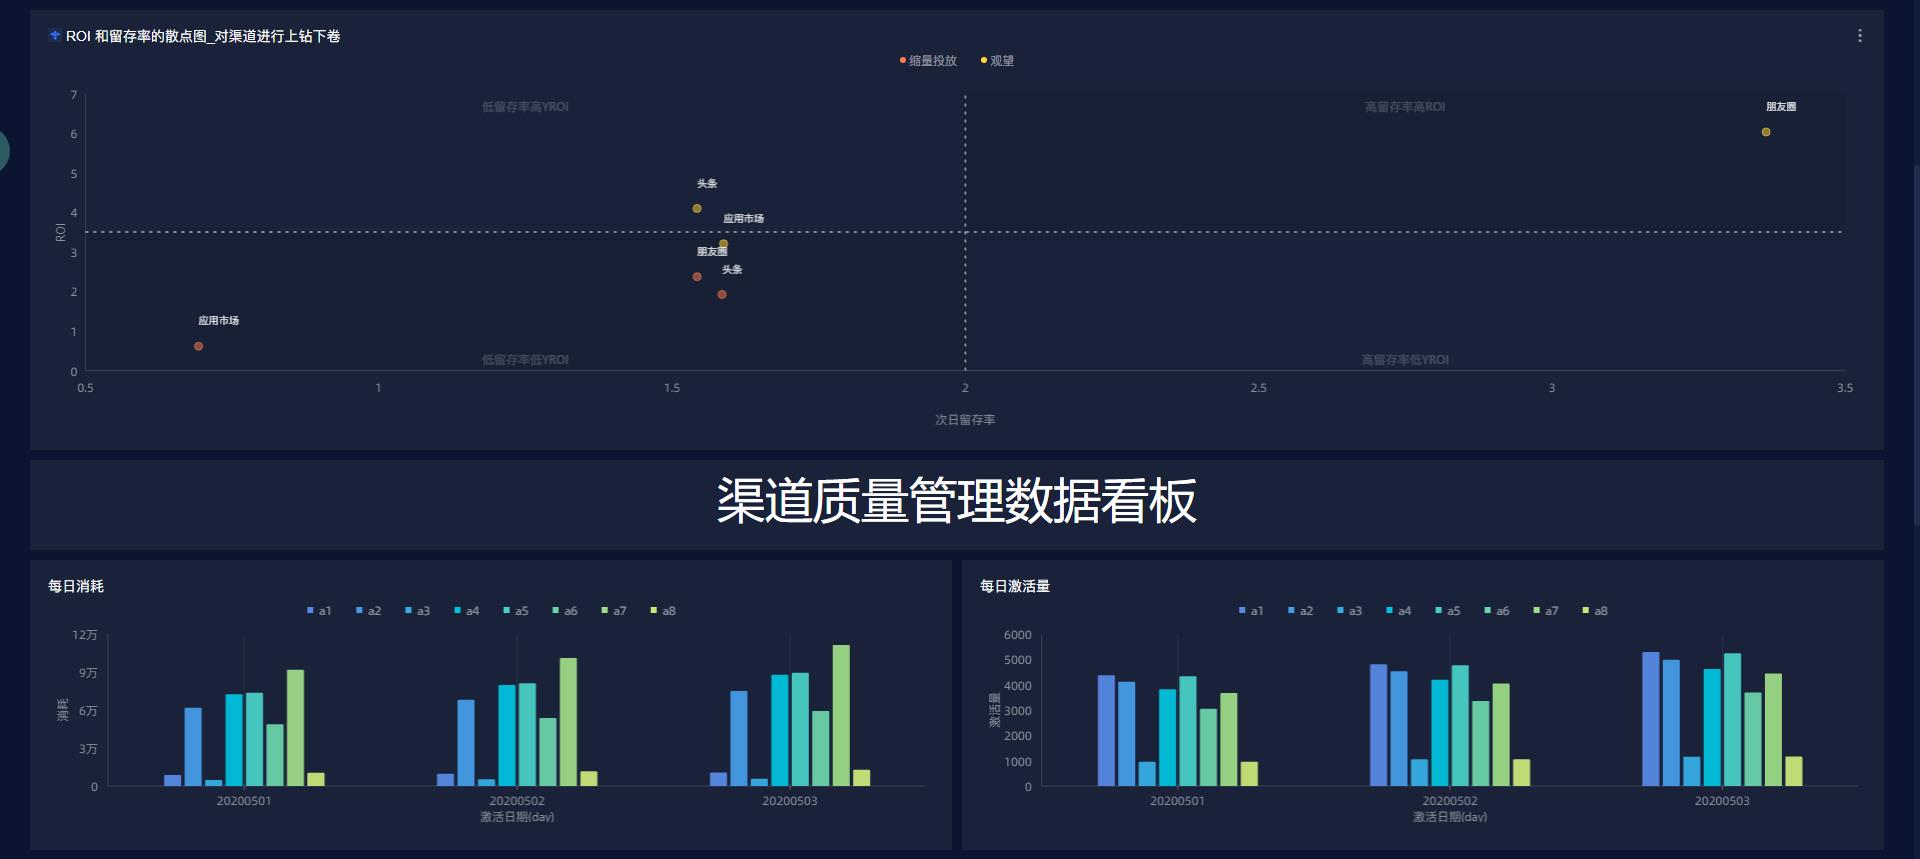 ROI 和留存率的散点图_对渠道进行上钻下卷
缩量投放 观望
7
低留存率高YROI
高留存率高ROI
朋友圈
6
5
头条
4
应用市场
ROI
3
朋友圈
头条
2
应用市场
1
低留存率低YROI
高留存率低YROI
0
0.5 1 1.5 2 2.5 3 3.5
次日留存率
渠道质量管理数据看板
每日消耗
a1 a2 a3 a4 a5 a6 a7 a8
12万
9万
消耗
6万
3万
0
20200501 20200502 20200503
激活日期(day)
每日激活量
a1 a2 a3 a4 a5 a6 a7 a8
6000
5000
4000
激活量
3000
2000
1000
0
20200501 20200502 20200503
激活日期(day)